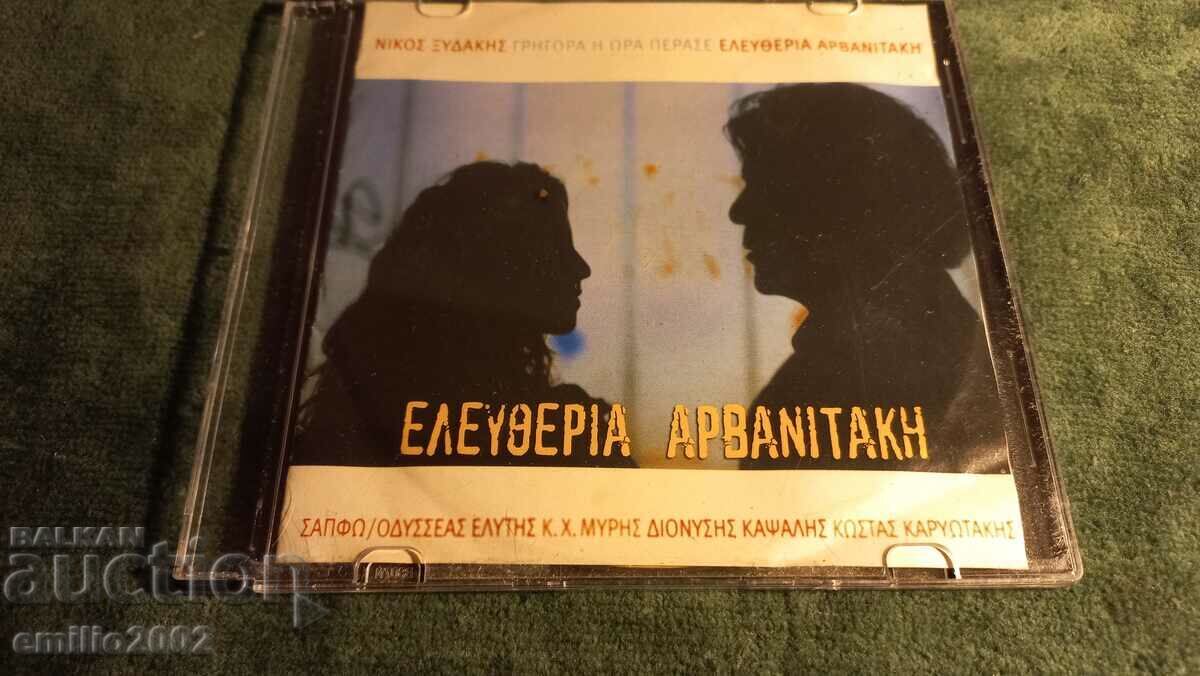 ΝΙΚΟΣ ΞΥΔΑΚΗΣ ΓΡΗΓΟΡΑ Η ΩΡΑ ΠΕΡΑΣΕ ΕΛΕΥΘΕΡΙΑ ΑΡΒΑΝΙΤΑΚΗ
ΕΛΕΥΘΕΡΙΑ ΑΡΒΑΝΙΤΑΚΗ
ΣΑΠΦΩ/ΟΔΥΣΣΕΑΣ ΕΛΥΤΗΣ Κ.Χ.ΜΥΡΗΣ ΔΙΟΝΥΣΗΣ ΚΑΨΑΛΗΣ ΚΩΣΤΑΣ ΚΑΡΥΩΤΑΚΗΣ
BALKAN
auction
emilio2002